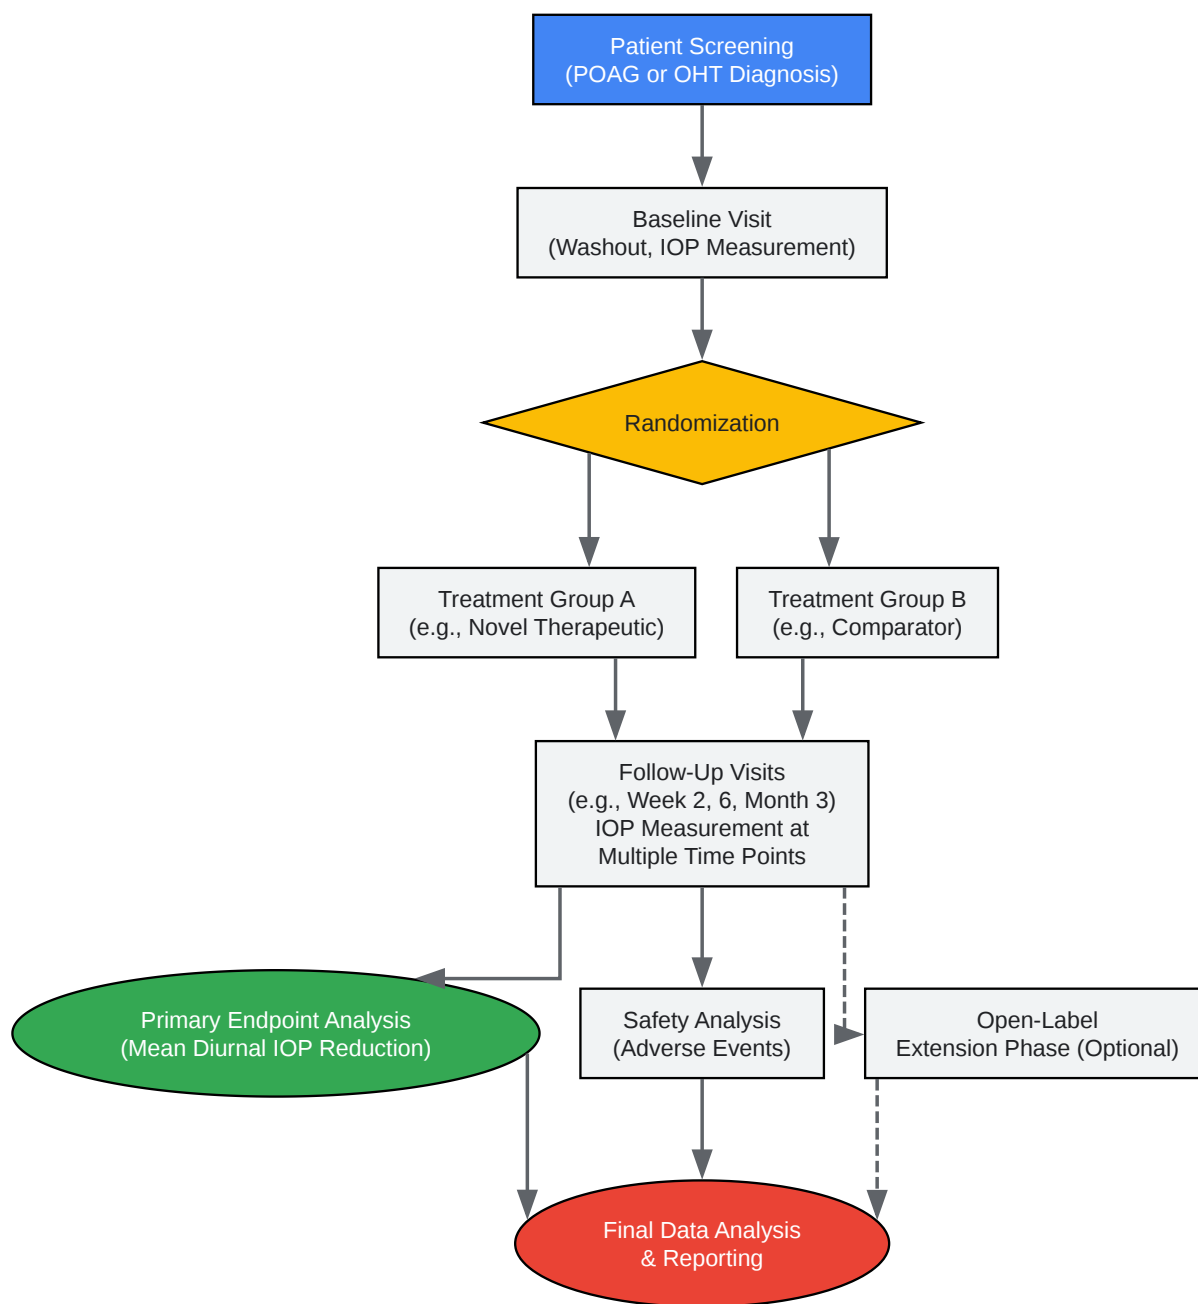 Patient Screening
(POAG or OHT Diagnosis)
Baseline Visit
(Washout, IOP Measurement)
Randomization
Treatment Group A
(e.g., Novel Therapeutic)
Treatment Group B
(e.g., Comparator)
Follow-Up Visits
(e.g., Week 2, 6, Month 3)
IOP Measurement at
Multiple Time Points
Primary Endpoint Analysis
(Mean Diurnal IOP Reduction)
Safety Analysis
(Adverse Events)
Open-Label
Extension Phase (Optional)
Final Data Analysis
& Reporting